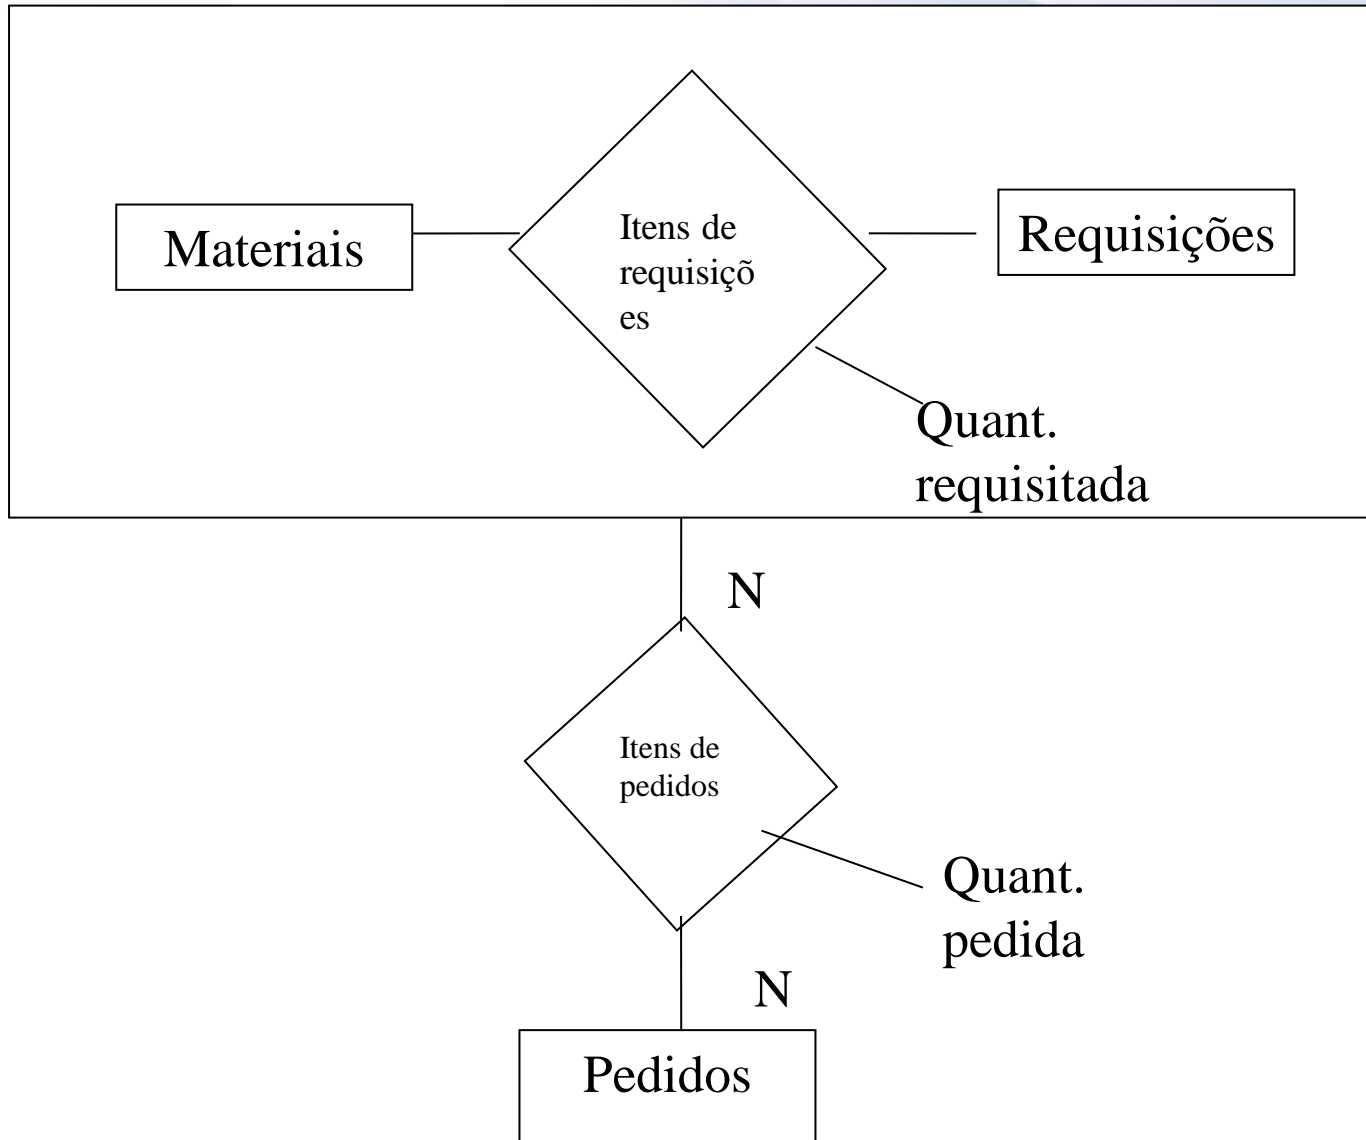 Materiais
Itens de
requisiçõ
es
Requisições
Quant.
requisitada
N
Itens de
pedidos
Quant.
pedida
N
Pedidos